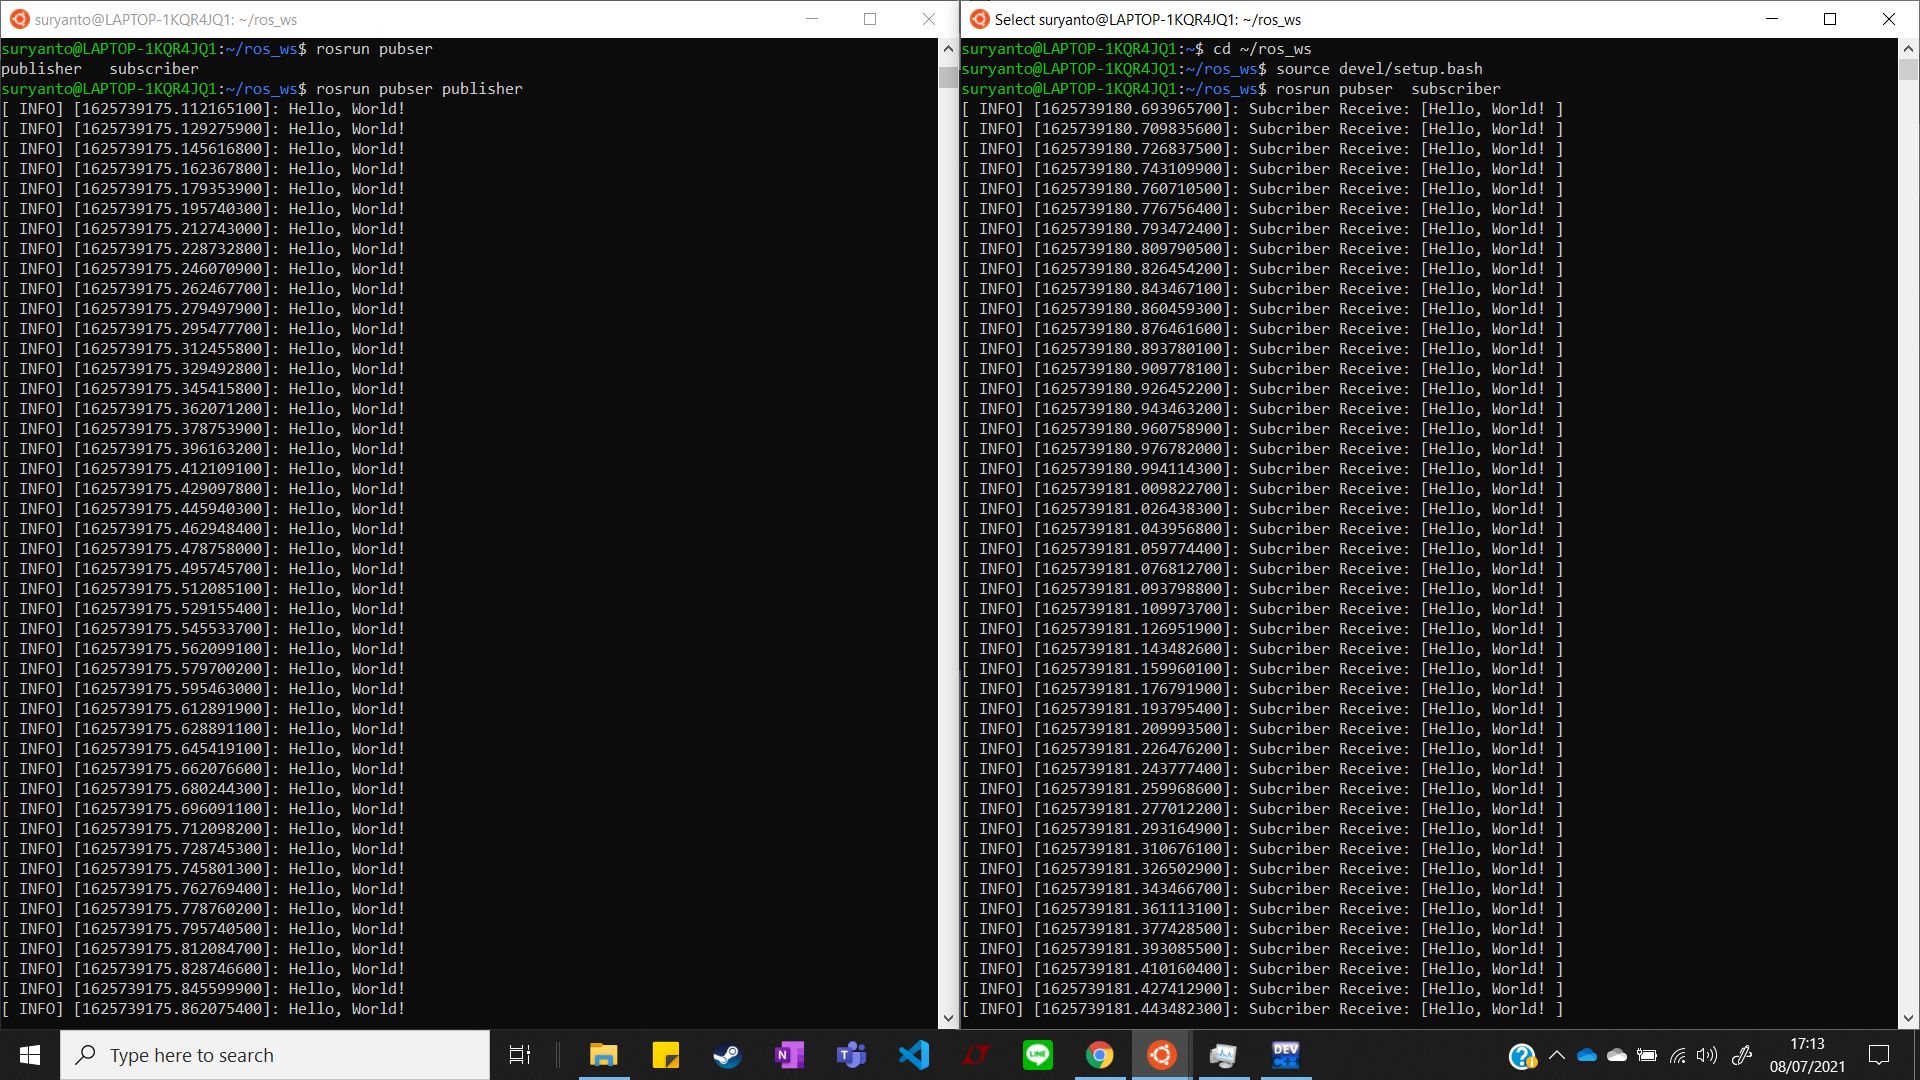 suryanto@LAPTOP-1KQR4JQ1: ~/ros_ws
suryanto@LAPTOP-1KQR4JQ1:~/ros_ws$ rosrun pubser
publisher   subscriber
suryanto@LAPTOP-1KQR4JQ1:~/ros_ws$ rosrun pubser publisher
[ INFO] [1625739175.112165100]: Hello, World!
[ INFO] [1625739175.129275900]: Hello, World!
[ INFO] [1625739175.145616800]: Hello, World!
[ INFO] [1625739175.162367800]: Hello, World!
[ INFO] [1625739175.179353900]: Hello, World!
[ INFO] [1625739175.195740300]: Hello, World!
[ INFO] [1625739175.212743000]: Hello, World!
[ INFO] [1625739175.228732800]: Hello, World!
[ INFO] [1625739175.246070900]: Hello, World!
[ INFO] [1625739175.262467700]: Hello, World!
[ INFO] [1625739175.279497900]: Hello, World!
[ INFO] [1625739175.295477700]: Hello, World!
[ INFO] [1625739175.312455800]: Hello, World!
[ INFO] [1625739175.329492800]: Hello, World!
[ INFO] [1625739175.345415800]: Hello, World!
[ INFO] [1625739175.362071200]: Hello, World!
[ INFO] [1625739175.378753900]: Hello, World!
[ INFO] [1625739175.396163200]: Hello, World!
[ INFO] [1625739175.412109100]: Hello, World!
[ INFO] [1625739175.429097800]: Hello, World!
[ INFO] [1625739175.445940300]: Hello, World!
[ INFO] [1625739175.462948400]: Hello, World!
[ INFO] [1625739175.478758000]: Hello, World!
[ INFO] [1625739175.495745700]: Hello, World!
[ INFO] [1625739175.512085100]: Hello, World!
[ INFO] [1625739175.529155400]: Hello, World!
[ INFO] [1625739175.545533700]: Hello, World!
[ INFO] [1625739175.562099100]: Hello, World!
[ INFO] [1625739175.579700200]: Hello, World!
[ INFO] [1625739175.595463000]: Hello, World!
[ INFO] [1625739175.612891900]: Hello, World!
[ INFO] [1625739175.628891100]: Hello, World!
[ INFO] [1625739175.645419100]: Hello, World!
[ INFO] [1625739175.662076600]: Hello, World!
[ INFO] [1625739175.680244300]: Hello, World!
[ INFO] [1625739175.696091100]: Hello, World!
[ INFO] [1625739175.712098200]: Hello, World!
[ INFO] [1625739175.728745300]: Hello, World!
[ INFO] [1625739175.745801300]: Hello, World!
[ INFO] [1625739175.762769400]: Hello, World!
[ INFO] [1625739175.778760200]: Hello, World!
[ INFO] [1625739175.795740500]: Hello, World!
[ INFO] [1625739175.812084700]: Hello, World!
[ INFO] [1625739175.828746600]: Hello, World!
[ INFO] [1625739175.845599900]: Hello, World!
[ INFO] [1625739175.862075400]: Hello, World!
Select suryanto@LAPTOP-1KQR4JQ1: ~/ros_ws
suryanto@LAPTOP-1KQR4JQ1:~$ cd ~/ros_ws
suryanto@LAPTOP-1KQR4JQ1:~/ros_ws$ source devel/setup.bash
suryanto@LAPTOP-1KQR4JQ1:~/ros_ws$ rosrun pubser  subscriber
[ INFO] [1625739180.693965700]: Subcriber Receive: [Hello, World! ]
[ INFO] [1625739180.709835600]: Subcriber Receive: [Hello, World! ]
[ INFO] [1625739180.726837500]: Subcriber Receive: [Hello, World! ]
[ INFO] [1625739180.743109900]: Subcriber Receive: [Hello, World! ]
[ INFO] [1625739180.760710500]: Subcriber Receive: [Hello, World! ]
[ INFO] [1625739180.776756400]: Subcriber Receive: [Hello, World! ]
[ INFO] [1625739180.793472400]: Subcriber Receive: [Hello, World! ]
[ INFO] [1625739180.809790500]: Subcriber Receive: [Hello, World! ]
[ INFO] [1625739180.826454200]: Subcriber Receive: [Hello, World! ]
[ INFO] [1625739180.843467100]: Subcriber Receive: [Hello, World! ]
[ INFO] [1625739180.860459300]: Subcriber Receive: [Hello, World! ]
[ INFO] [1625739180.876461600]: Subcriber Receive: [Hello, World! ]
[ INFO] [1625739180.893780100]: Subcriber Receive: [Hello, World! ]
[ INFO] [1625739180.909778100]: Subcriber Receive: [Hello, World! ]
[ INFO] [1625739180.926452200]: Subcriber Receive: [Hello, World! ]
[ INFO] [1625739180.943463200]: Subcriber Receive: [Hello, World! ]
[ INFO] [1625739180.960758900]: Subcriber Receive: [Hello, World! ]
[ INFO] [1625739180.976782000]: Subcriber Receive: [Hello, World! ]
[ INFO] [1625739180.994114300]: Subcriber Receive: [Hello, World! ]
[ INFO] [1625739181.009822700]: Subcriber Receive: [Hello, World! ]
[ INFO] [1625739181.026438300]: Subcriber Receive: [Hello, World! ]
[ INFO] [1625739181.043956800]: Subcriber Receive: [Hello, World! ]
[ INFO] [1625739181.059774400]: Subcriber Receive: [Hello, World! ]
[ INFO] [1625739181.076812700]: Subcriber Receive: [Hello, World! ]
[ INFO] [1625739181.093798800]: Subcriber Receive: [Hello, World! ]
[ INFO] [1625739181.109973700]: Subcriber Receive: [Hello, World! ]
[ INFO] [1625739181.126951900]: Subcriber Receive: [Hello, World! ]
[ INFO] [1625739181.143482600]: Subcriber Receive: [Hello, World! ]
[ INFO] [1625739181.159960100]: Subcriber Receive: [Hello, World! ]
[ INFO] [1625739181.176791900]: Subcriber Receive: [Hello, World! ]
[ INFO] [1625739181.193795400]: Subcriber Receive: [Hello, World! ]
[ INFO] [1625739181.209993500]: Subcriber Receive: [Hello, World! ]
[ INFO] [1625739181.226476200]: Subcriber Receive: [Hello, World! ]
[ INFO] [1625739181.243777400]: Subcriber Receive: [Hello, World! ]
[ INFO] [1625739181.259968600]: Subcriber Receive: [Hello, World! ]
[ INFO] [1625739181.277012200]: Subcriber Receive: [Hello, World! ]
[ INFO] [1625739181.293164900]: Subcriber Receive: [Hello, World! ]
[ INFO] [1625739181.310676100]: Subcriber Receive: [Hello, World! ]
[ INFO] [1625739181.326502900]: Subcriber Receive: [Hello, World! ]
[ INFO] [1625739181.343466700]: Subcriber Receive: [Hello, World! ]
[ INFO] [1625739181.361113100]: Subcriber Receive: [Hello, World! ]
[ INFO] [1625739181.377428500]: Subcriber Receive: [Hello, World! ]
[ INFO] [1625739181.393085500]: Subcriber Receive: [Hello, World! ]
[ INFO] [1625739181.410160400]: Subcriber Receive: [Hello, World! ]
[ INFO] [1625739181.427412900]: Subcriber Receive: [Hello, World! ]
[ INFO] [1625739181.443482300]: Subcriber Receive: [Hello, World! ]
Type here to search
LINE
DEV
17:13
08/07/2021